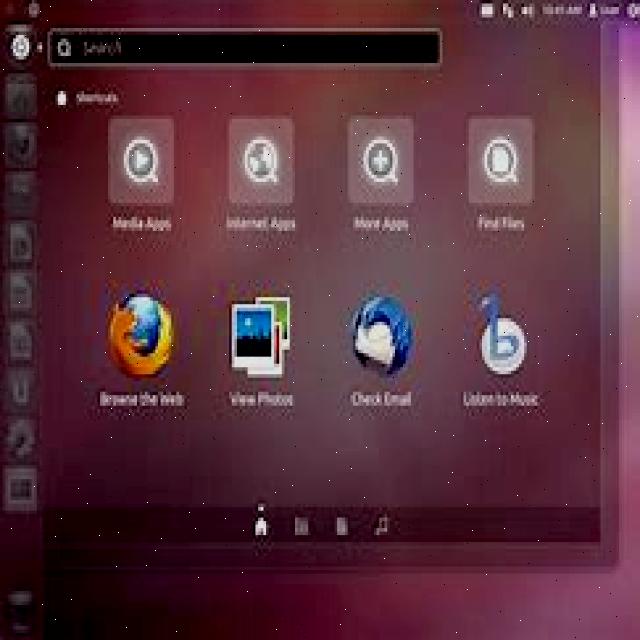 Search
Shortcuts
Media Apps
Internet Apps
More Apps
Find Files
Browse the Web
View Photos
Check Email
Listen to Music